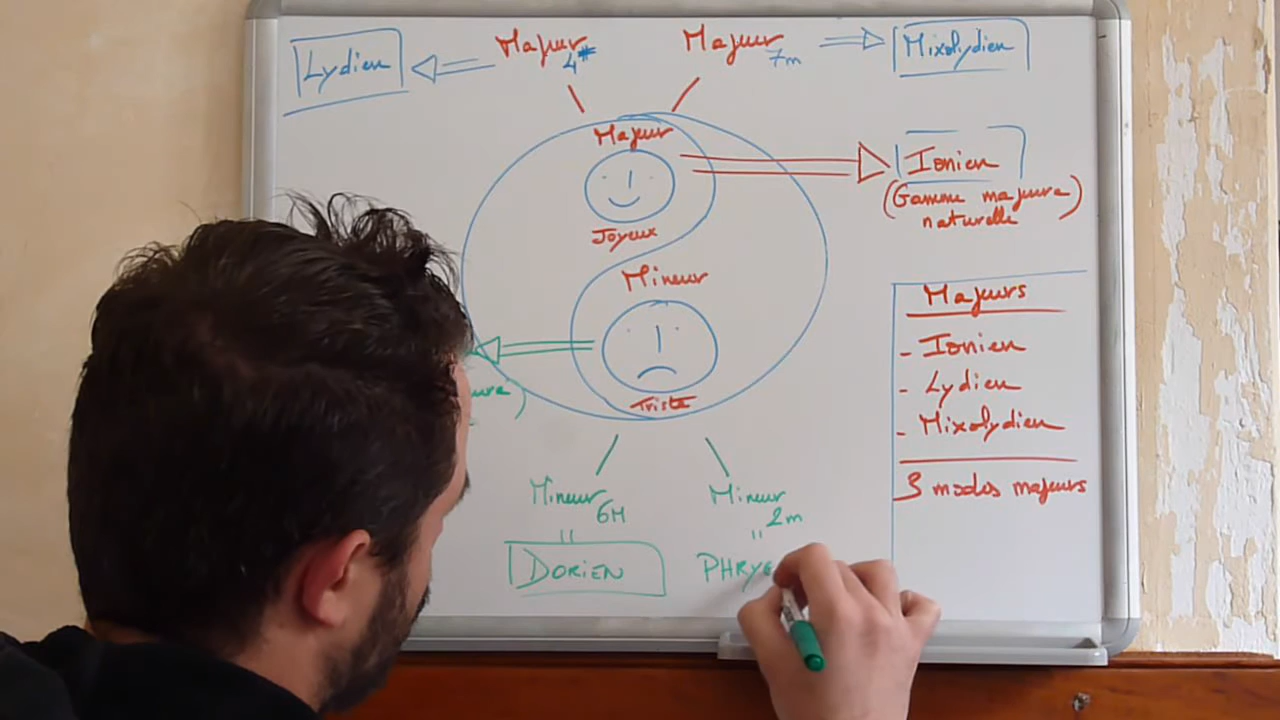 Lydien
Majeur 4#
Majeur 7m
Mixolydien
Majeur
Joyeux
Ionien
(Gamme majeure
naturelle)
Mineur
Triste
Majeurs
- Ionien
- Lydien
- Mixolydien
3 modes majeurs
Mineur 6M
"
DORIEN
Mineur 2m
"